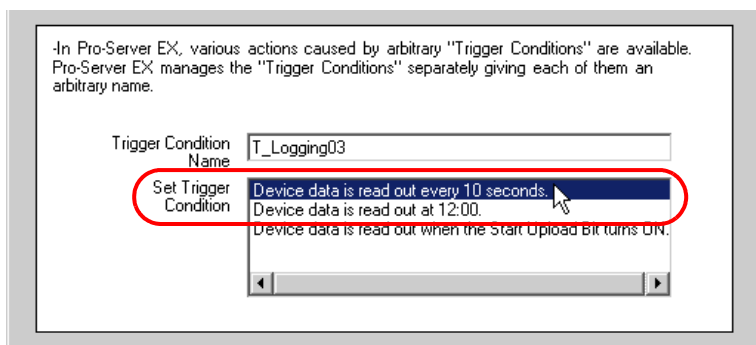 -In Pro-Server EX, various actions caused by arbitrary "Trigger Conditions" are available.
Pro-Server EX manages the "Trigger Conditions" separately giving each of them an
arbitrary name.
Trigger Condition Name
T_Logging03
Set Trigger Condition
Device data is read out every 10 seconds.
Device data is read out at 12:00.
Device data is read out when the Start Upload Bit turns ON.